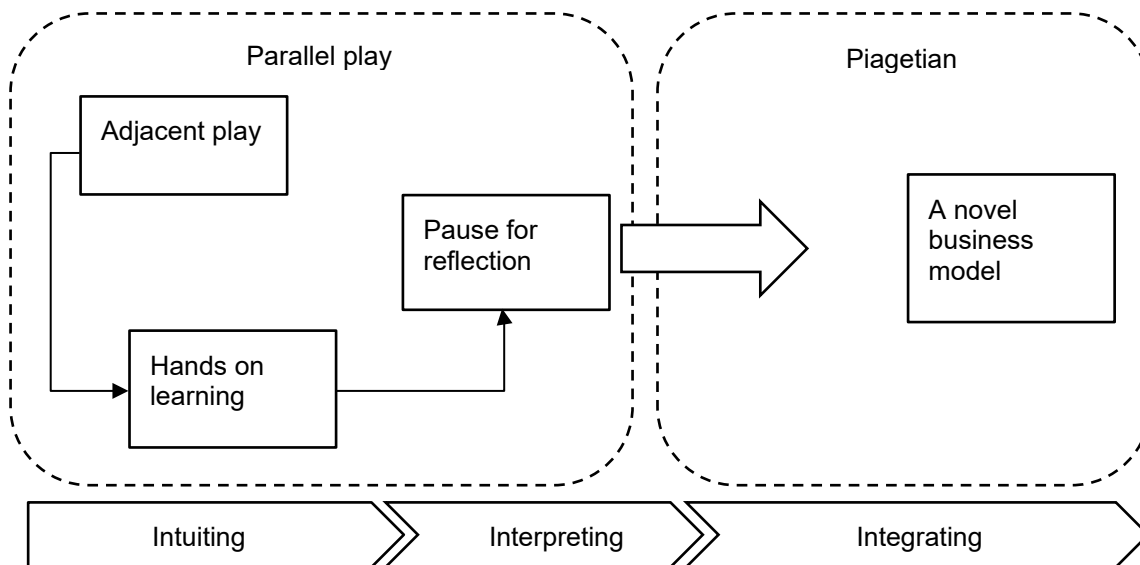 Parallel play
Piagetian
Adjacent play
Pause for
reflection
A novel
business
model
Hands on
learning
Intuiting
Interpreting
Integrating